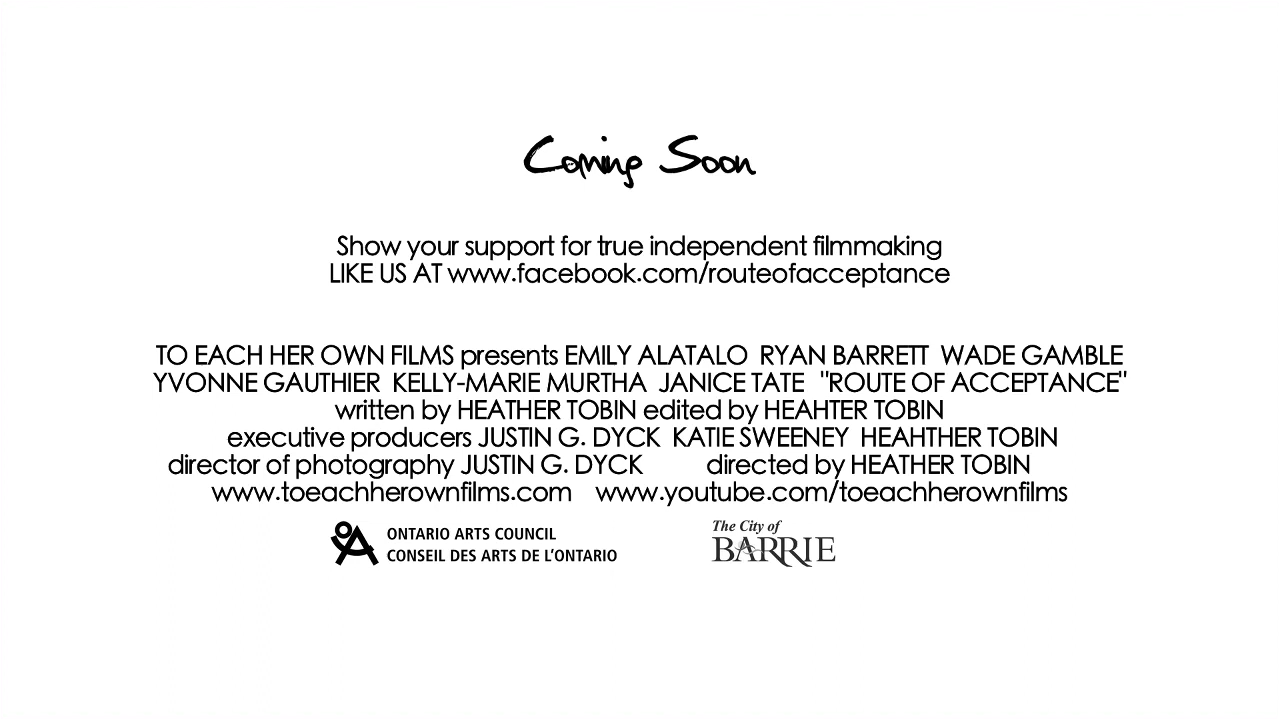 Coming Soon
Show your support for true independent filmmaking
LIKE US AT www.facebook.com/routeofacceptance
TO EACH HER OWN FILMS presents EMILY ALATALO RYAN BARRETT WADE GAMBLE
YVONNE GAUTHIER KELLY-MARIE MURTHA JANICE TATE "ROUTE OF ACCEPTANCE"
written by HEATHER TOBIN edited by HEAHTER TOBIN
executive producers JUSTIN G. DYCK KATIE SWEENEY HEAHTHER TOBIN
director of photography JUSTIN G. DYCK directed by HEATHER TOBIN
www.toeachherownfilms.com www.youtube.com/toeachherownfilms
ONTARIO ARTS COUNCIL
CONSEIL DES ARTS DE L'ONTARIO
The City of
BARRIE